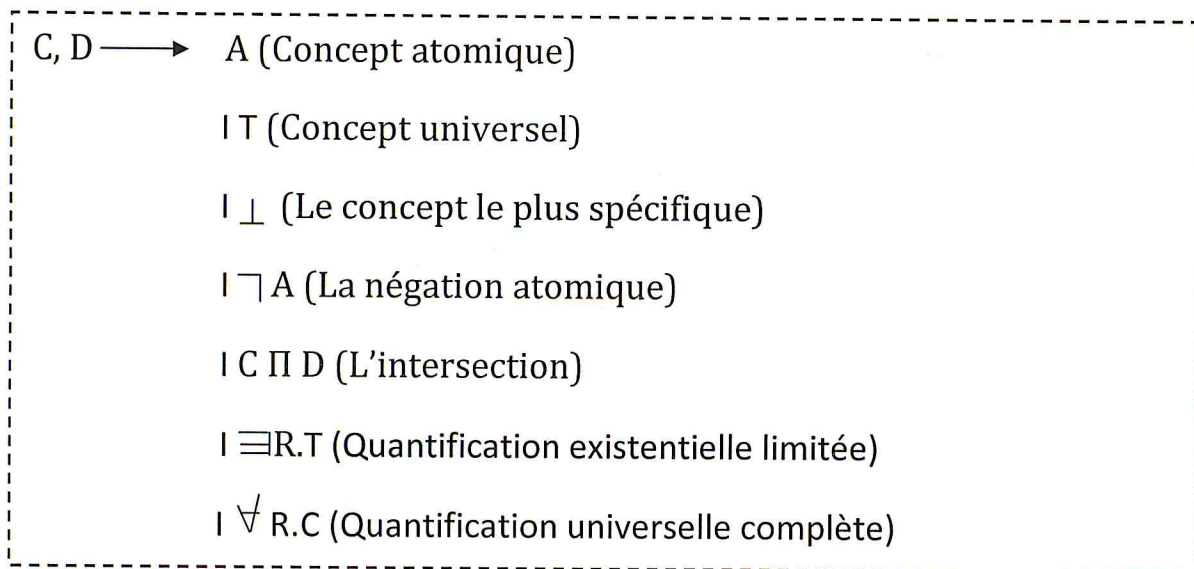 C, D ⟶ A (Concept atomique)
I T (Concept universel)
I ⊥ (Le concept le plus spécifique)
I ⅂ A (La négation atomique)
I C Π D (L'intersection)
I ∃R.T (Quantification existentielle limitée)
I ∀ R.C (Quantification universelle complète)